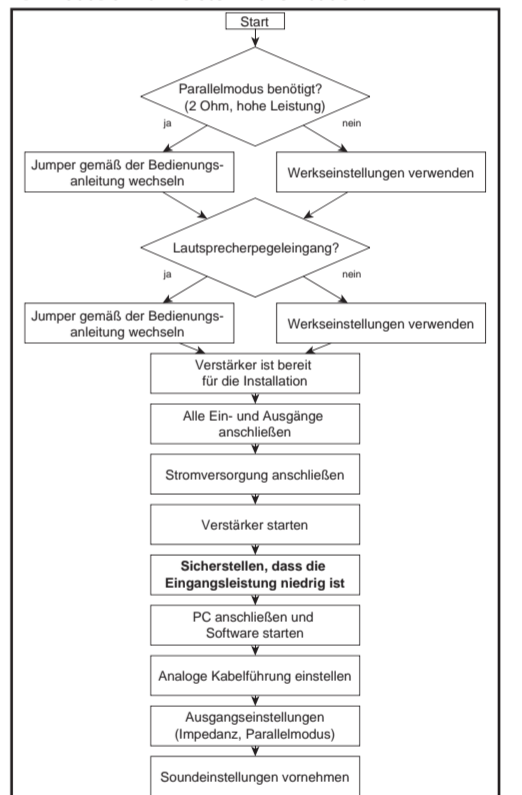 Start
Parallelmodus benötigt?
(2 Ohm, hohe Leistung)
ja
nein
Jumper gemäß der Bedienungs-
anleitung wechseln
Werkseinstellungen verwenden
Lautsprecherpegeleingang?
ja
nein
Jumper gemäß der Bedienungs-
anleitung wechseln
Werkseinstellungen verwenden
Verstärker ist bereit
für die Installation
Alle Ein- und Ausgänge
anschließen
Stromversorgung anschließen
Verstärker starten
Sicherstellen, dass die
Eingangsleistung niedrig ist
PC anschließen und
Software starten
Analoge Kabelführung einstellen
Ausgangseinstellungen
(Impedanz, Parallelmodus)
Soundeinstellungen vornehmen